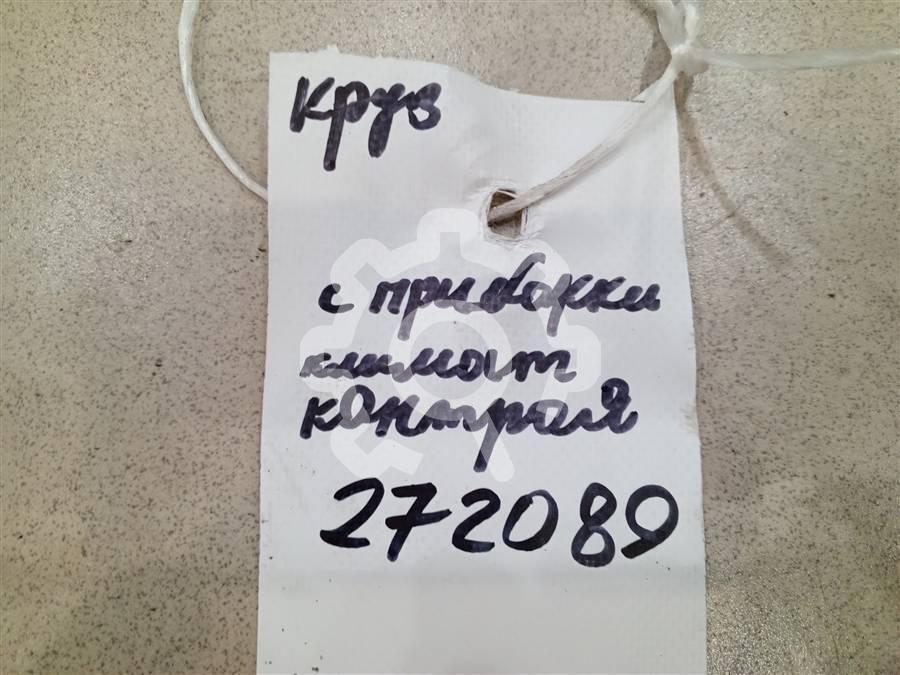 круз
с приборки
климат
контроля
272089